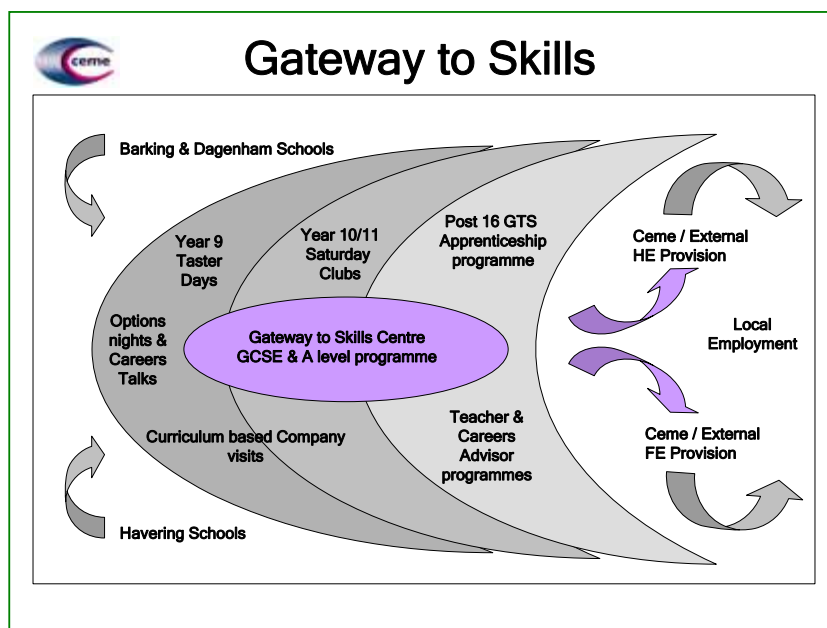 ceme
Gateway to Skills
Barking & Dagenham Schools
Year 9
Taster
Days
Year 10/11
Saturday
Clubs
Post 16 GTS
Apprenticeship
programme
Ceme / External
HE Provision
Options
nights &
Careers
Talks
Gateway to Skills Centre
GCSE & A level programme
Local
Employment
Curriculum based Company
visits
Teacher &
Careers
Advisor
programmes
Ceme / External
FE Provision
Havering Schools